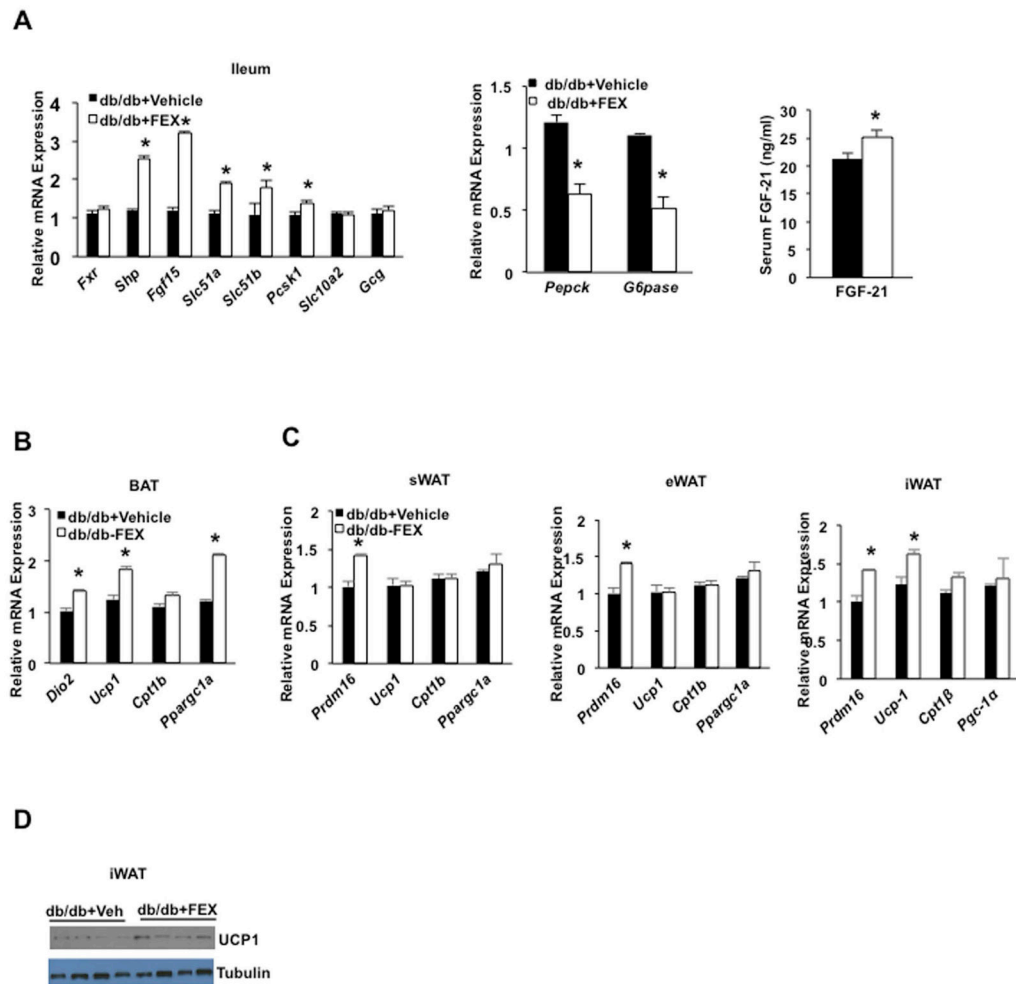 A
Ileum
db/db+Vehicle
db/db+FEX
Relative mRNA Expression
4
3
2
1
0
*
*
*
*
*
Fxr
Shp
Fgf15
Slc51a
Slc51b
Pcsk1
Slc10a2
Gcg
db/db+Vehicle
db/db+FEX
Relative mRNA Expression
1.5
1
0.5
0
*
*
Pepck
G6pase
Serum FGF-21 (ng/ml)
30
25
20
15
10
5
0
*
FGF-21
B
BAT
db/db+Vehicle
db/db-FEX
Relative mRNA Expression
3
2
1
0
*
*
*
Dio2
Ucp1
Cpt1b
Ppargc1a
C
sWAT
db/db+Vehicle
db/db-FEX
Relative mRNA Expression
2
1.5
1
0.5
0
*
Prdm16
Ucp1
Cpt1b
Ppargc1a
eWAT
Relative mRNA Expression
2
1.5
1
0.5
0
*
Prdm16
Ucp1
Cpt1b
Ppargc1a
iWAT
Relative mRNA Expression
2
1.5
1
0.5
0
*
*
Prdm16
Ucp-1
Cpt1β
Pgc-1α
D
iWAT
db/db+Veh
db/db+FEX
UCP1
Tubulin